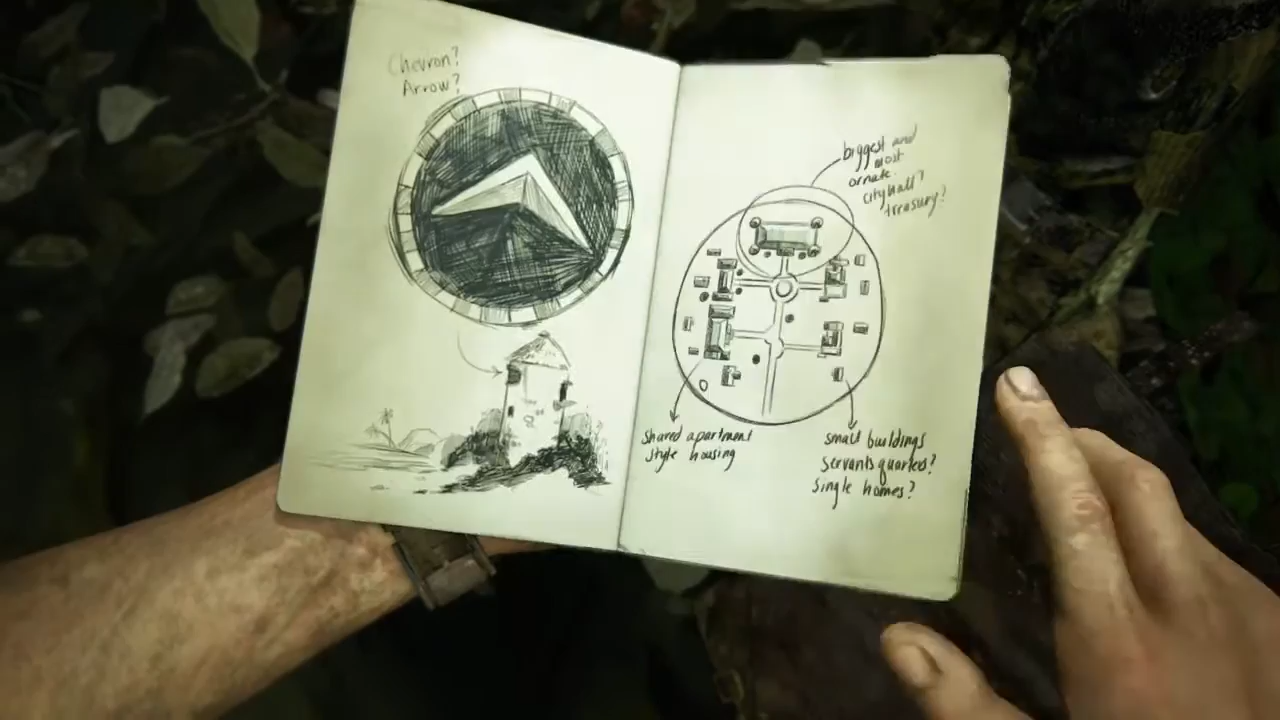 Chevron?
Arrow?
biggest and
most
ornate.
city hall?
treasury?
shared apartment
style housing
small buildings
servants quarters?
single homes?